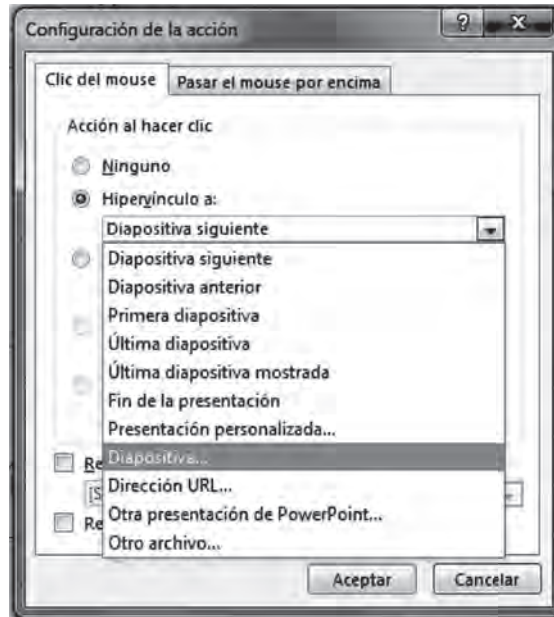 Configuración de la acción
Clic del mouse
Pasar el mouse por encima
Acción al hacer clic
Ninguno
Hipervínculo a:
Diapositiva siguiente
Diapositiva siguiente
Diapositiva anterior
Primera diapositiva
Última diapositiva
Última diapositiva mostrada
Fin de la presentación
Presentación personalizada...
Diapositiva...
Re
Dirección URL...
[S
Otra presentación de PowerPoint...
Re
Otro archivo...
Aceptar
Cancelar